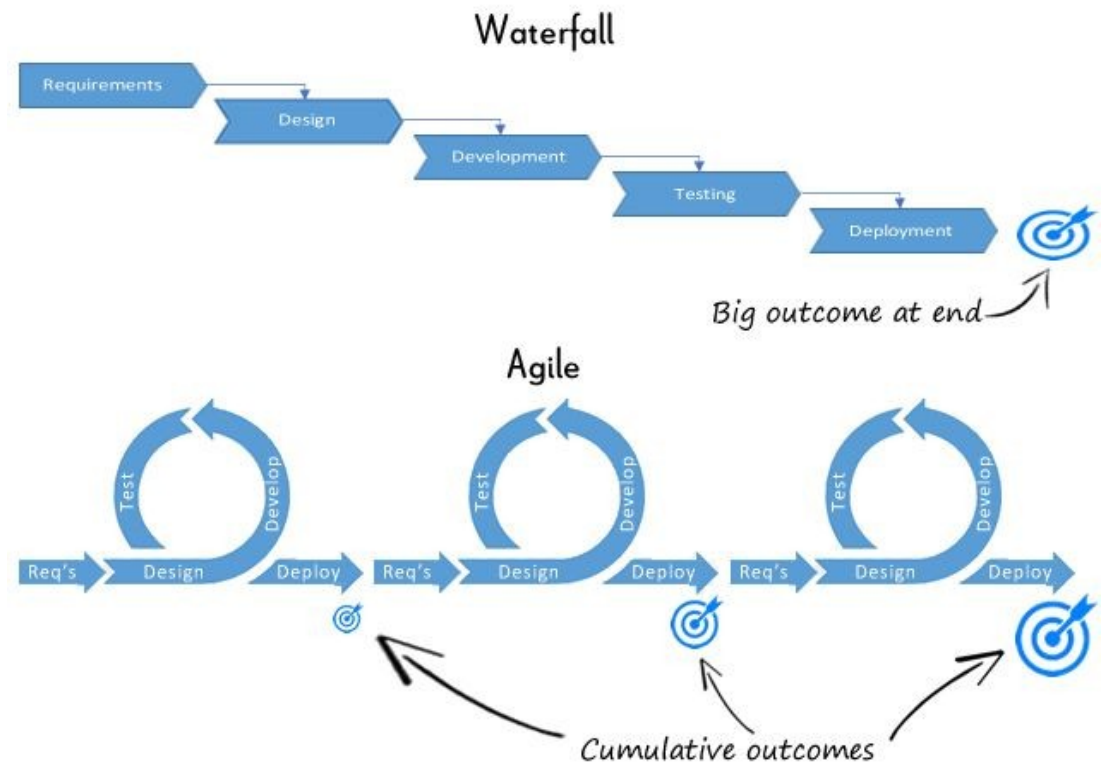 Waterfall
Requirements
Design
Development
Testing
Deployment
Big outcome at end
Agile
Test
Develop
Req's
Design
Deploy
Test
Develop
Req's
Design
Deploy
Test
Develop
Req's
Design
Deploy
Cumulative outcomes